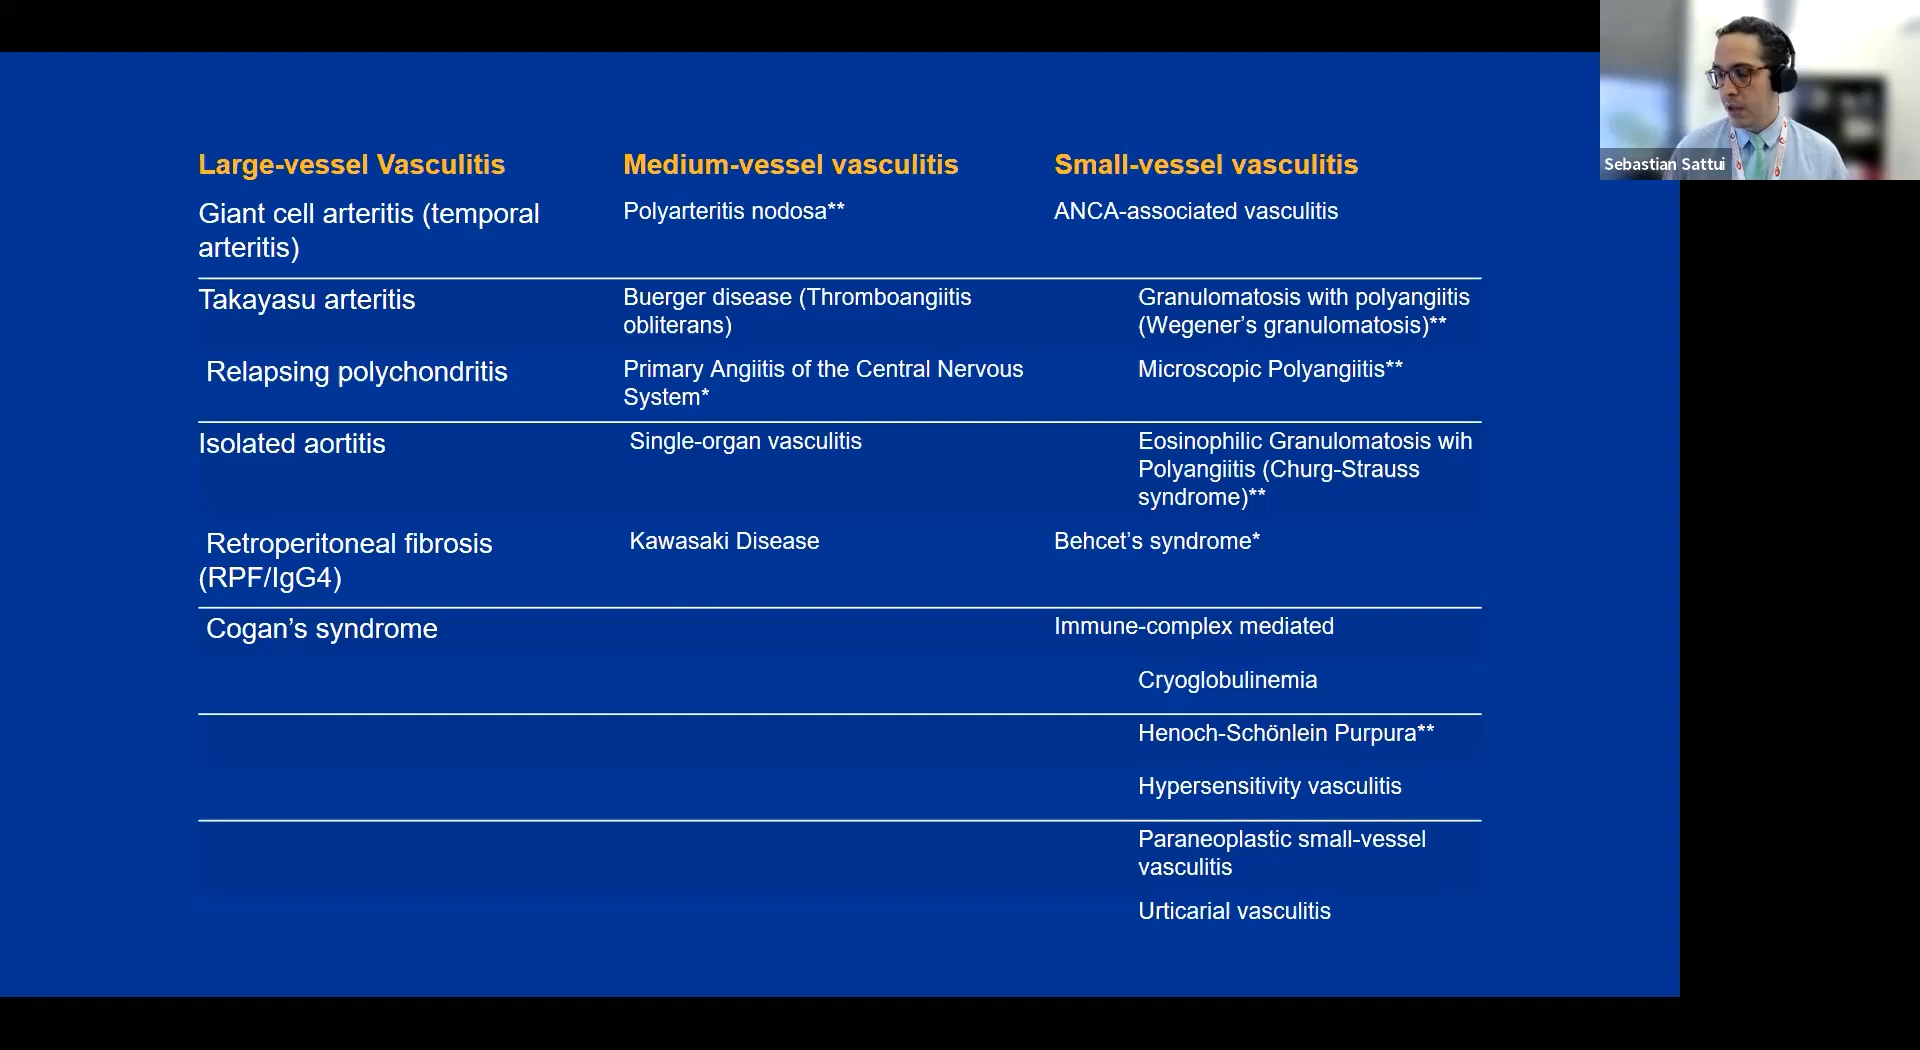 Large-vessel Vasculitis
Medium-vessel vasculitis
Small-vessel vasculitis
Giant cell arteritis (temporal
arteritis)
Polyarteritis nodosa**
ANCA-associated vasculitis
Takayasu arteritis
Buerger disease (Thromboangiitis
obliterans)
Granulomatosis with polyangiitis
(Wegener’s granulomatosis)**
Relapsing polychondritis
Primary Angiitis of the Central Nervous
System*
Microscopic Polyangiitis**
Isolated aortitis
Single-organ vasculitis
Eosinophilic Granulomatosis wih
Polyangiitis (Churg-Strauss
syndrome)**
Retroperitoneal fibrosis
(RPF/IgG4)
Kawasaki Disease
Behcet’s syndrome*
Cogan’s syndrome
Immune-complex mediated
Cryoglobulinemia
Henoch-Schönlein Purpura**
Hypersensitivity vasculitis
Paraneoplastic small-vessel
vasculitis
Urticarial vasculitis
Sebastian Sattui